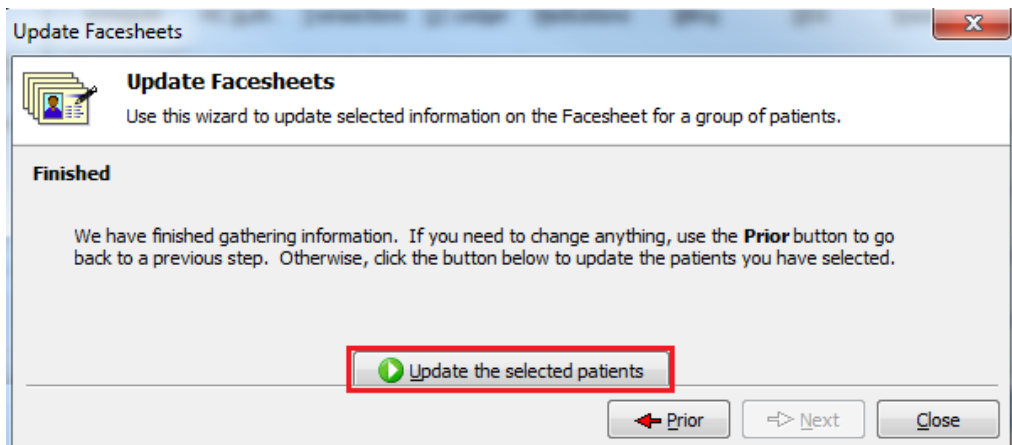 Update Facesheets
Update Facesheets
Use this wizard to update selected information on the Facesheet for a group of patients.
Finished
We have finished gathering information.  If you need to change anything, use the Prior button to go
back to a previous step.  Otherwise, click the button below to update the patients you have selected.
Update the selected patients
Prior
Next
Close